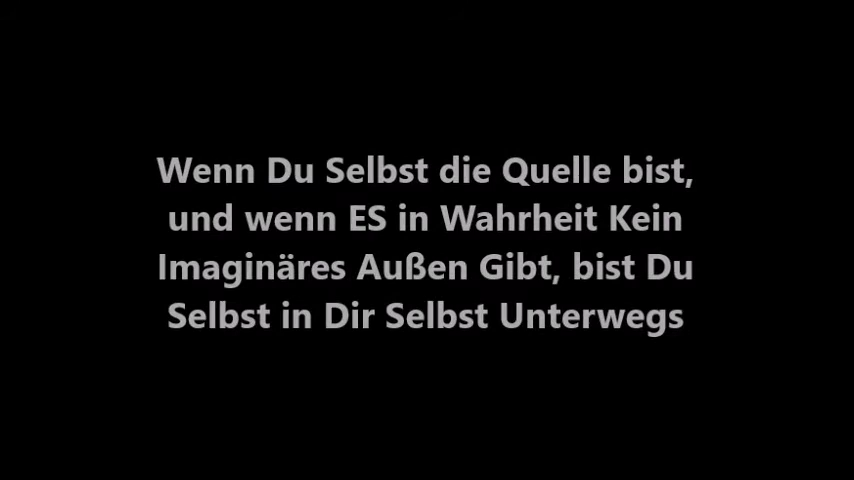 Wenn Du Selbst die Quelle bist,
und wenn ES in Wahrheit Kein
Imaginäres Außen Gibt, bist Du
Selbst in Dir Selbst Unterwegs